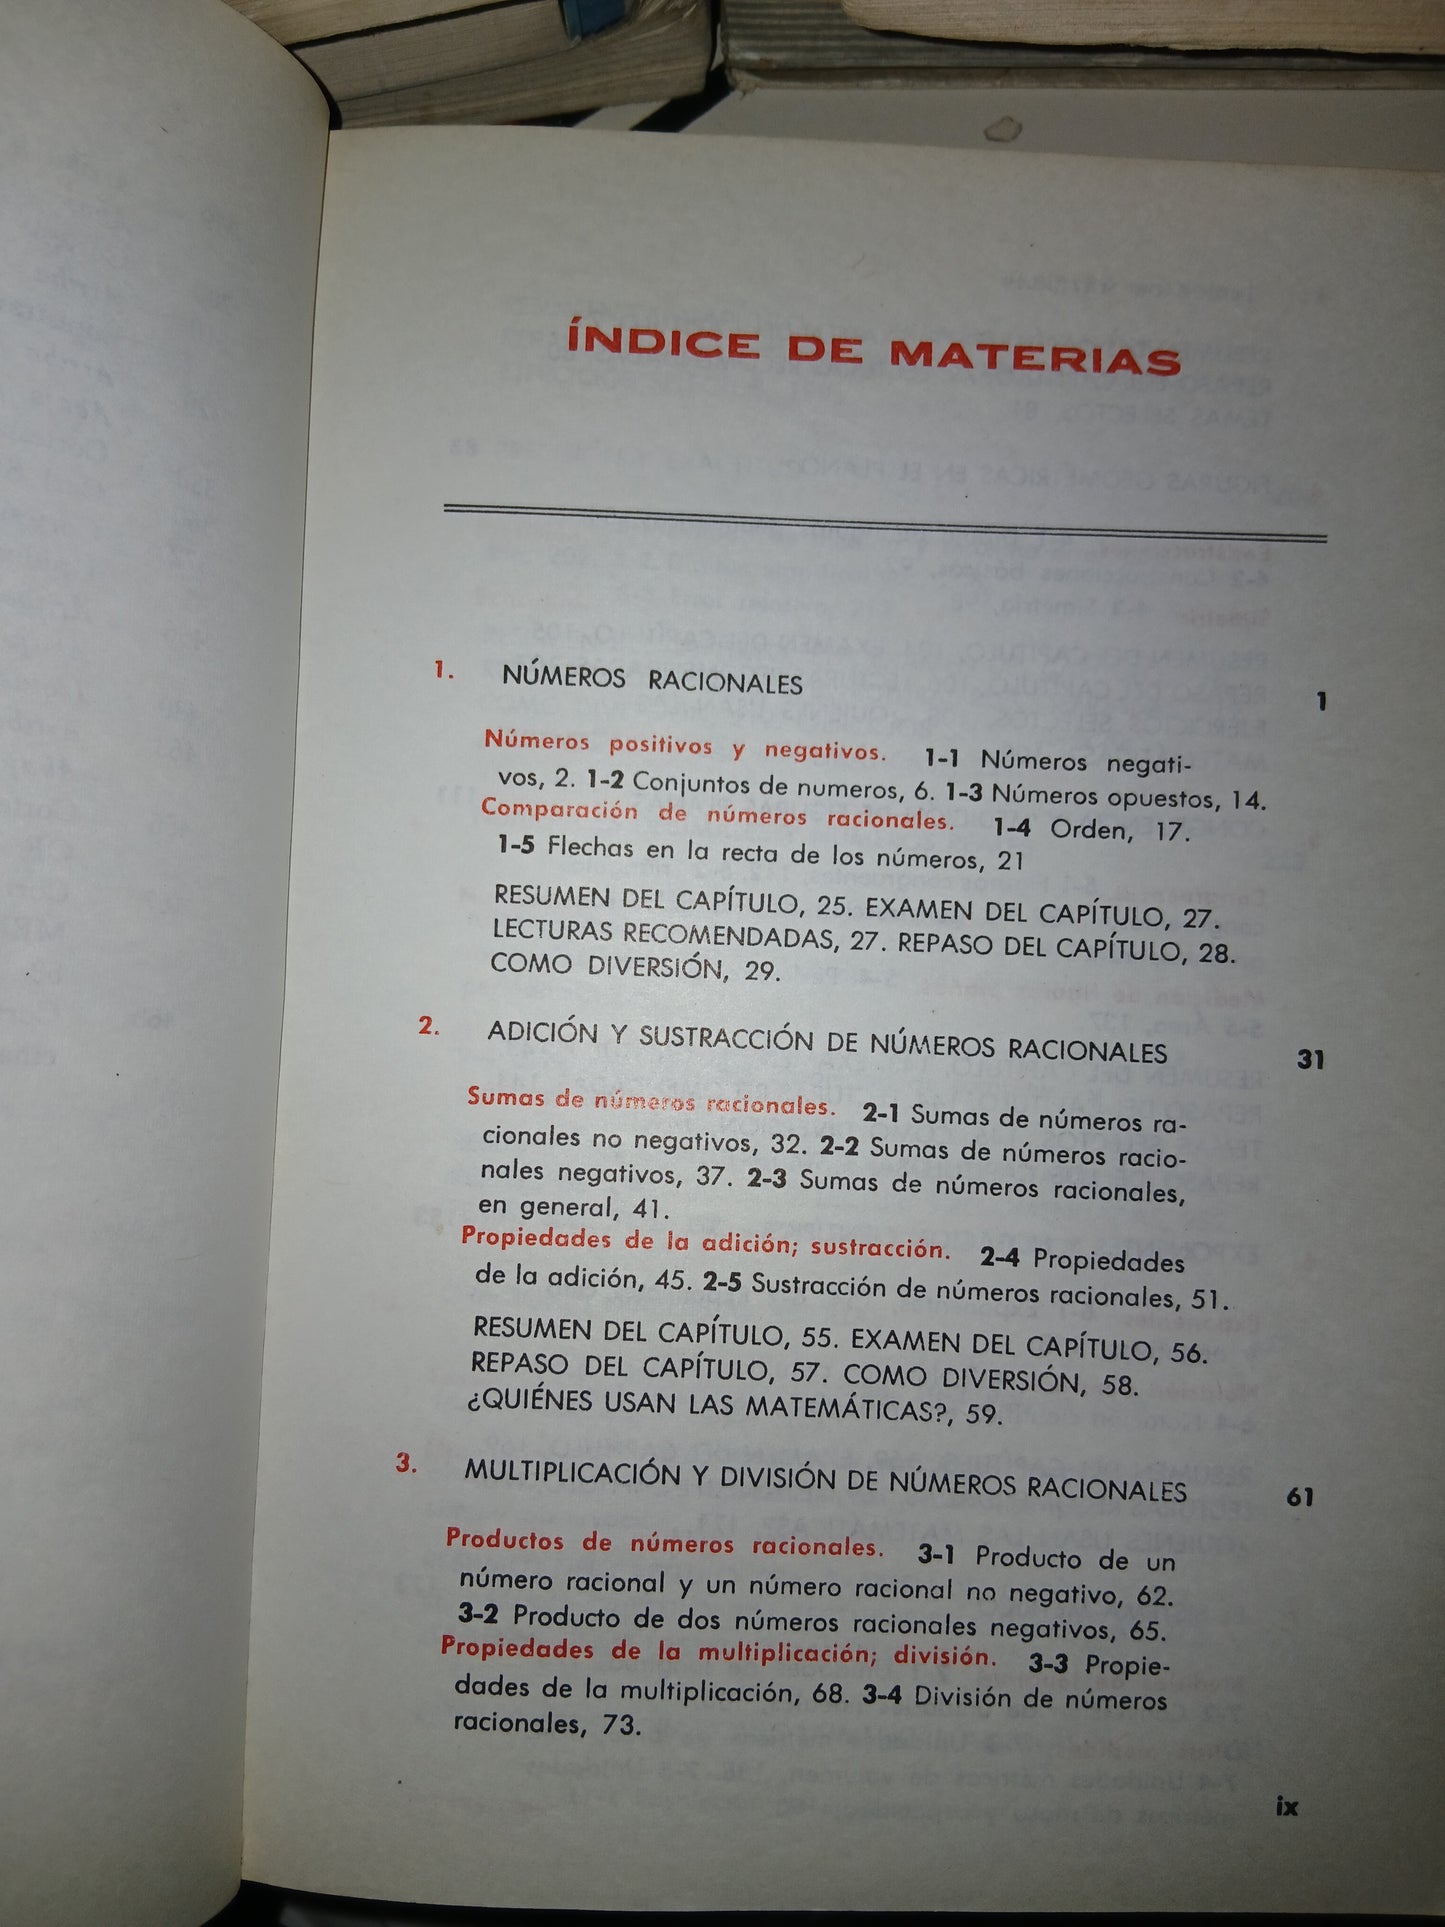 ÍNDICE DE MATERIAS
1. NÚMEROS RACIONALES 1
Números positivos y negativos. 1-1 Números negati-
vos, 2. 1-2 Conjuntos de numeros, 6. 1-3 Números opuestos, 14.
Comparación de números racionales. 1-4 Orden, 17.
1-5 Flechas en la recta de los números, 21
RESUMEN DEL CAPÍTULO, 25. EXAMEN DEL CAPÍTULO, 27.
LECTURAS RECOMENDADAS, 27. REPASO DEL CAPÍTULO, 28.
COMO DIVERSIÓN, 29.
2. ADICIÓN Y SUSTRACCIÓN DE NÚMEROS RACIONALES 31
Sumas de números racionales. 2-1 Sumas de números ra-
cionales no negativos, 32. 2-2 Sumas de números racio-
nales negativos, 37. 2-3 Sumas de números racionales,
en general, 41.
Propiedades de la adición; sustracción. 2-4 Propiedades
de la adición, 45. 2-5 Sustracción de números racionales, 51.
RESUMEN DEL CAPÍTULO, 55. EXAMEN DEL CAPÍTULO, 56.
REPASO DEL CAPÍTULO, 57. COMO DIVERSIÓN, 58.
¿QUIÉNES USAN LAS MATEMÁTICAS?, 59.
3. MULTIPLICACIÓN Y DIVISIÓN DE NÚMEROS RACIONALES 61
Productos de números racionales. 3-1 Producto de un
número racional y un número racional no negativo, 62.
3-2 Producto de dos números racionales negativos, 65.
Propiedades de la multiplicación; división. 3-3 Propie-
dades de la multiplicación, 68. 3-4 División de números
racionales, 73.
ix